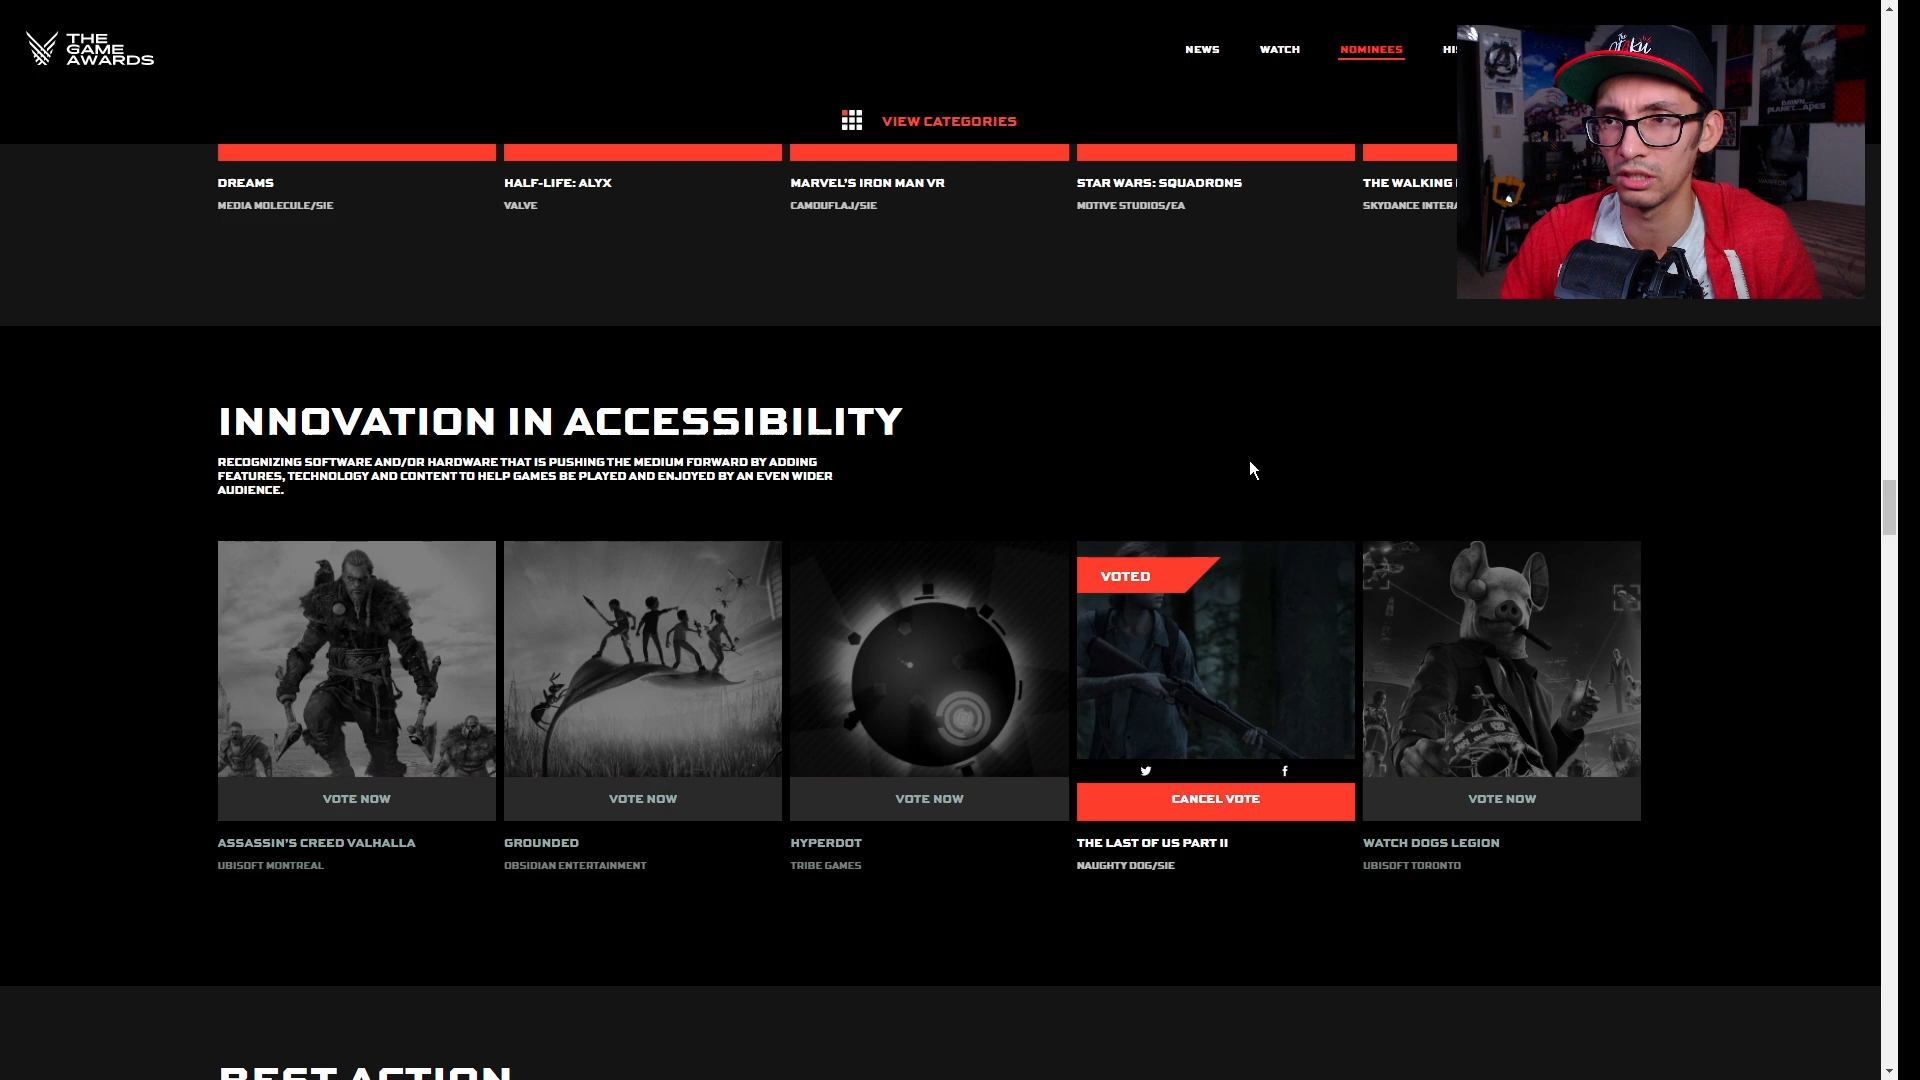 THE
GAME
AWARDS
NEWS
WATCH
NOMINEES
VIEW CATEGORIES
DREAMS
MEDIA MOLECULE/SIE
HALF-LIFE: ALYX
VALVE
MARVEL'S IRON MAN VR
CAMOUFLAJ/SIE
STAR WARS: SQUADRONS
MOTIVE STUDIOS/EA
THE WALKING
SKYDANCE
INNOVATION IN ACCESSIBILITY
RECOGNIZING SOFTWARE AND/OR HARDWARE THAT IS PUSHING THE MEDIUM FORWARD BY ADDING
FEATURES, TECHNOLOGY AND CONTENT TO HELP GAMES BE PLAYED AND ENJOYED BY AN EVEN WIDER
AUDIENCE.
VOTED
VOTE NOW
VOTE NOW
VOTE NOW
CANCEL VOTE
VOTE NOW
ASSASSIN'S CREED VALHALLA
UBISOFT MONTREAL
GROUNDED
OBSIDIAN ENTERTAINMENT
HYPERDOT
TRIBE GAMES
THE LAST OF US PART II
NAUGHTY DOG/SIE
WATCH DOGS LEGION
UBISOFT TORONTO
BEST ACTION